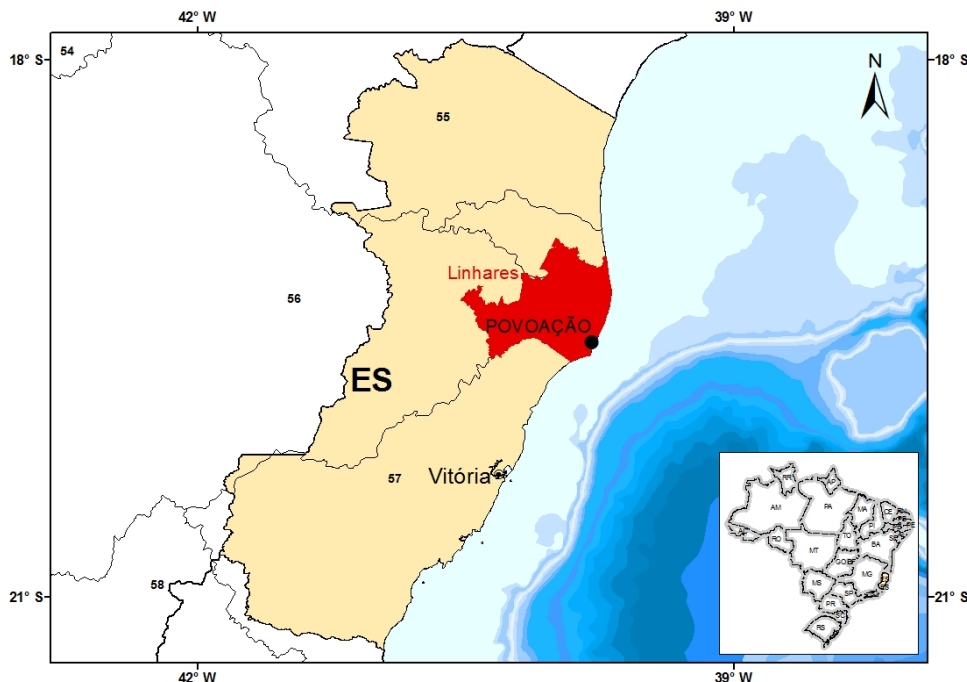 42° W
39° W
18° S
18° S
54
N
55
Linhares
56
POVOAÇÃO
ES
57
Vitória
AP
AM
PA
MA
CE
TO
RO
BA
MT
MG
MS
SP
PR
RS
58
21° S
21° S
42° W
39° W